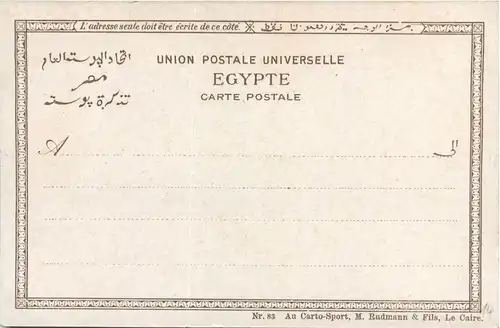 L'adresse seule doit être écrite de ce côté.
اتحاد البوسته العام
مصر
تذكرة بوسته
UNION POSTALE UNIVERSELLE
EGYPTE
CARTE POSTALE
A
الى
Nr. 83 Au Carto-Sport, M. Rudmann & Fils, Le Caire.